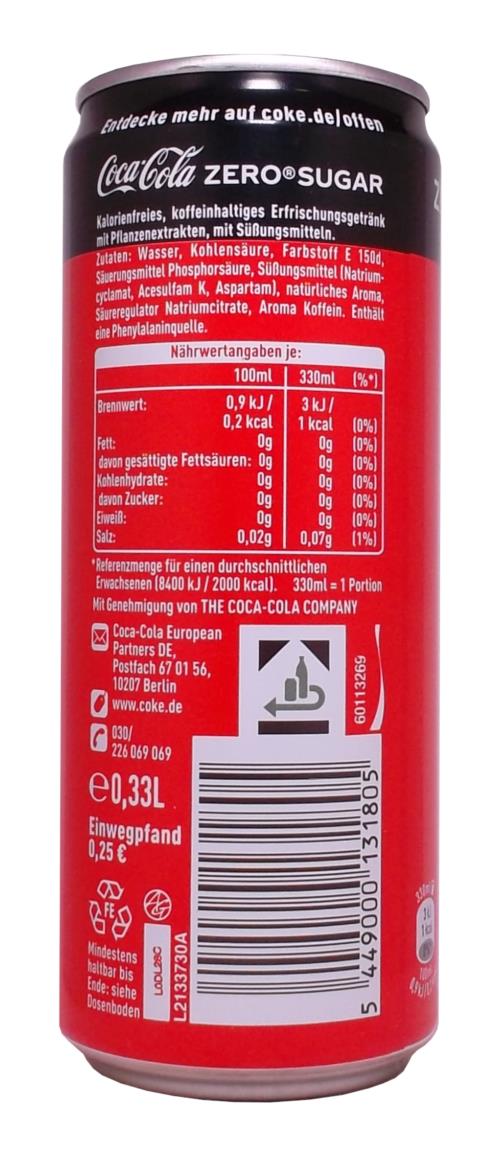 Entdecke mehr auf coke.de/offen
Coca-Cola ZERO®SUGAR
Kalorienfreies, koffeinhaltiges Erfrischungsgetränk
mit Pflanzenextrakten, mit Süßungsmitteln.
Zutaten: Wasser, Kohlensäure, Farbstoff E 150d,
Säuerungsmittel Phosphorsäure, Süßungsmittel (Natrium-
cyclamat, Acesulfam K, Aspartam), natürliches Aroma,
Säureregulator Natriumcitrate, Aroma Koffein. Enthält
eine Phenylalaninquelle.
Nährwertangaben je:
100ml 330ml (%*)
Brennwert: 0,9 kJ / 3 kJ /
0,2 kcal 1 kcal (0%)
Fett: 0g 0g (0%)
davon gesättigte Fettsäuren: 0g 0g (0%)
Kohlenhydrate: 0g 0g (0%)
davon Zucker: 0g 0g (0%)
Eiweiß: 0g 0g (0%)
Salz: 0,02g 0,07g (1%)
*Referenzmenge für einen durchschnittlichen
Erwachsenen (8400 kJ / 2000 kcal). 330ml = 1 Portion
Mit Genehmigung von THE COCA-COLA COMPANY
Coca-Cola European
Partners DE,
Postfach 67 01 56,
10207 Berlin
www.coke.de
030/
226 069 069
60113269
e0,33L
Einwegpfand
0,25 €
FE
Mindestens
haltbar bis
Ende: siehe
Dosenboden
L0DL28C
L2133730A
5 449000 131805
330ml
3 kJ
1 kcal